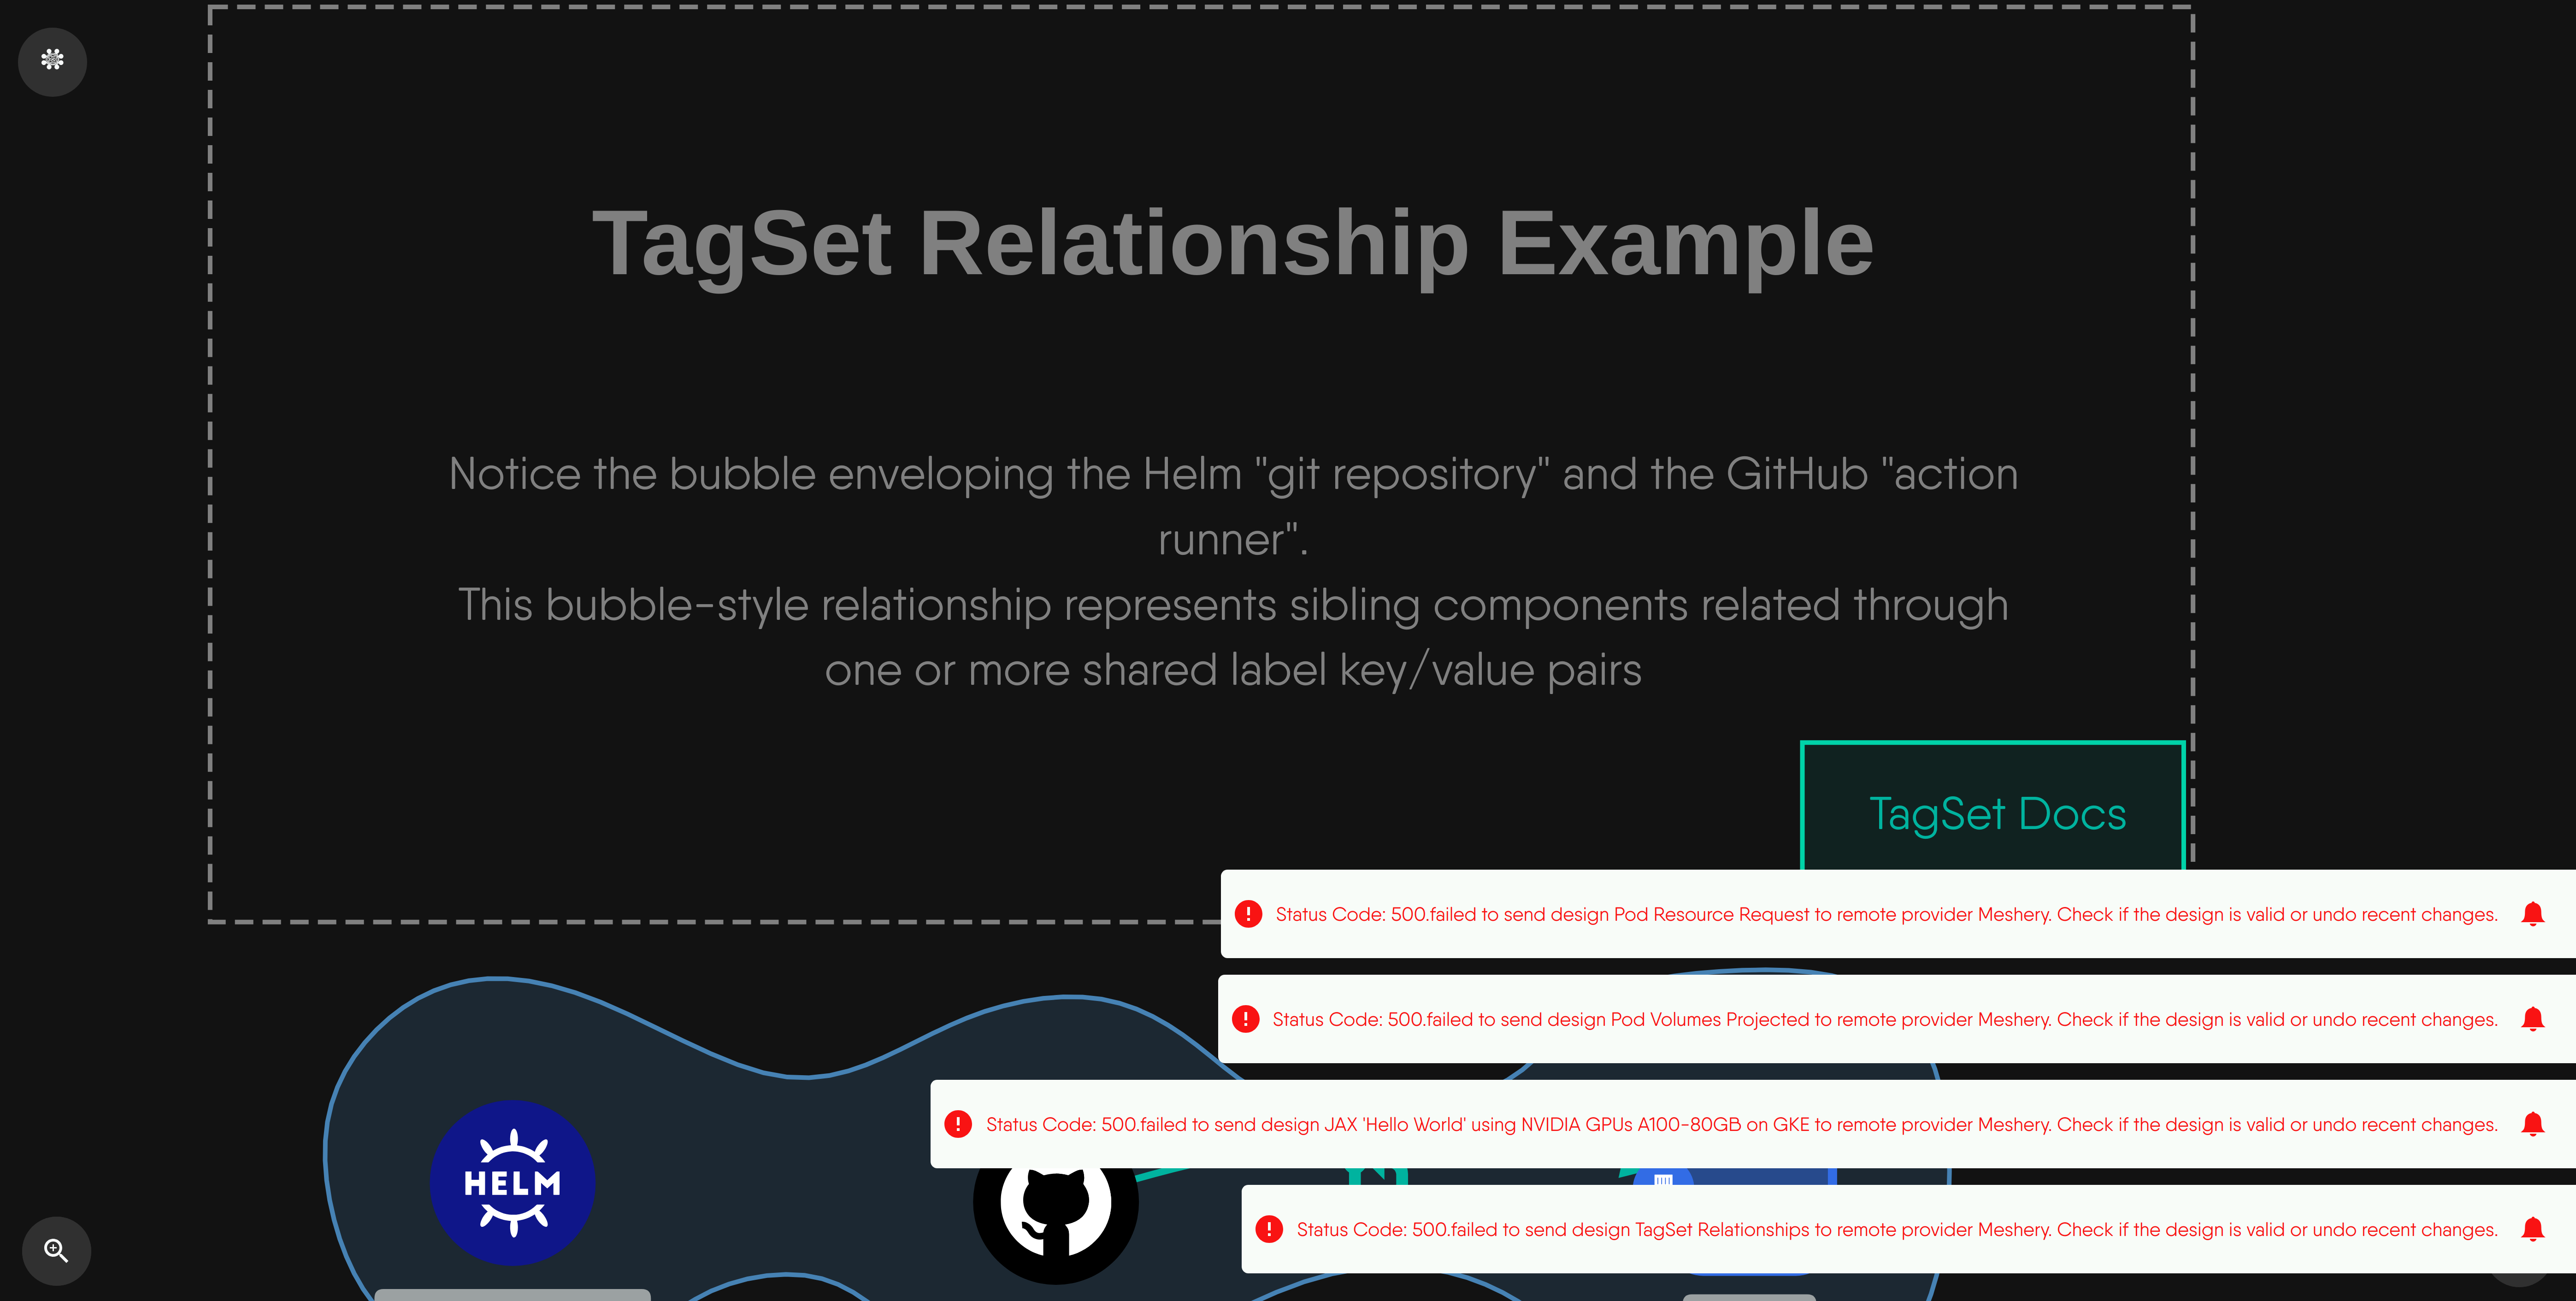 TagSet Relationship Example
Notice the bubble enveloping the Helm "git repository" and the GitHub "action
runner".
This bubble-style relationship represents sibling components related through
one or more shared label key/value pairs
TagSet Docs
Status Code: 500.failed to send design Pod Resource Request to remote provider Meshery. Check if the design is valid or undo recent changes.
Status Code: 500.failed to send design Pod Volumes Projected to remote provider Meshery. Check if the design is valid or undo recent changes.
Status Code: 500.failed to send design JAX 'Hello World' using NVIDIA GPUs A100-80GB on GKE to remote provider Meshery. Check if the design is valid or undo recent changes.
HELM
Status Code: 500.failed to send design TagSet Relationships to remote provider Meshery. Check if the design is valid or undo recent changes.